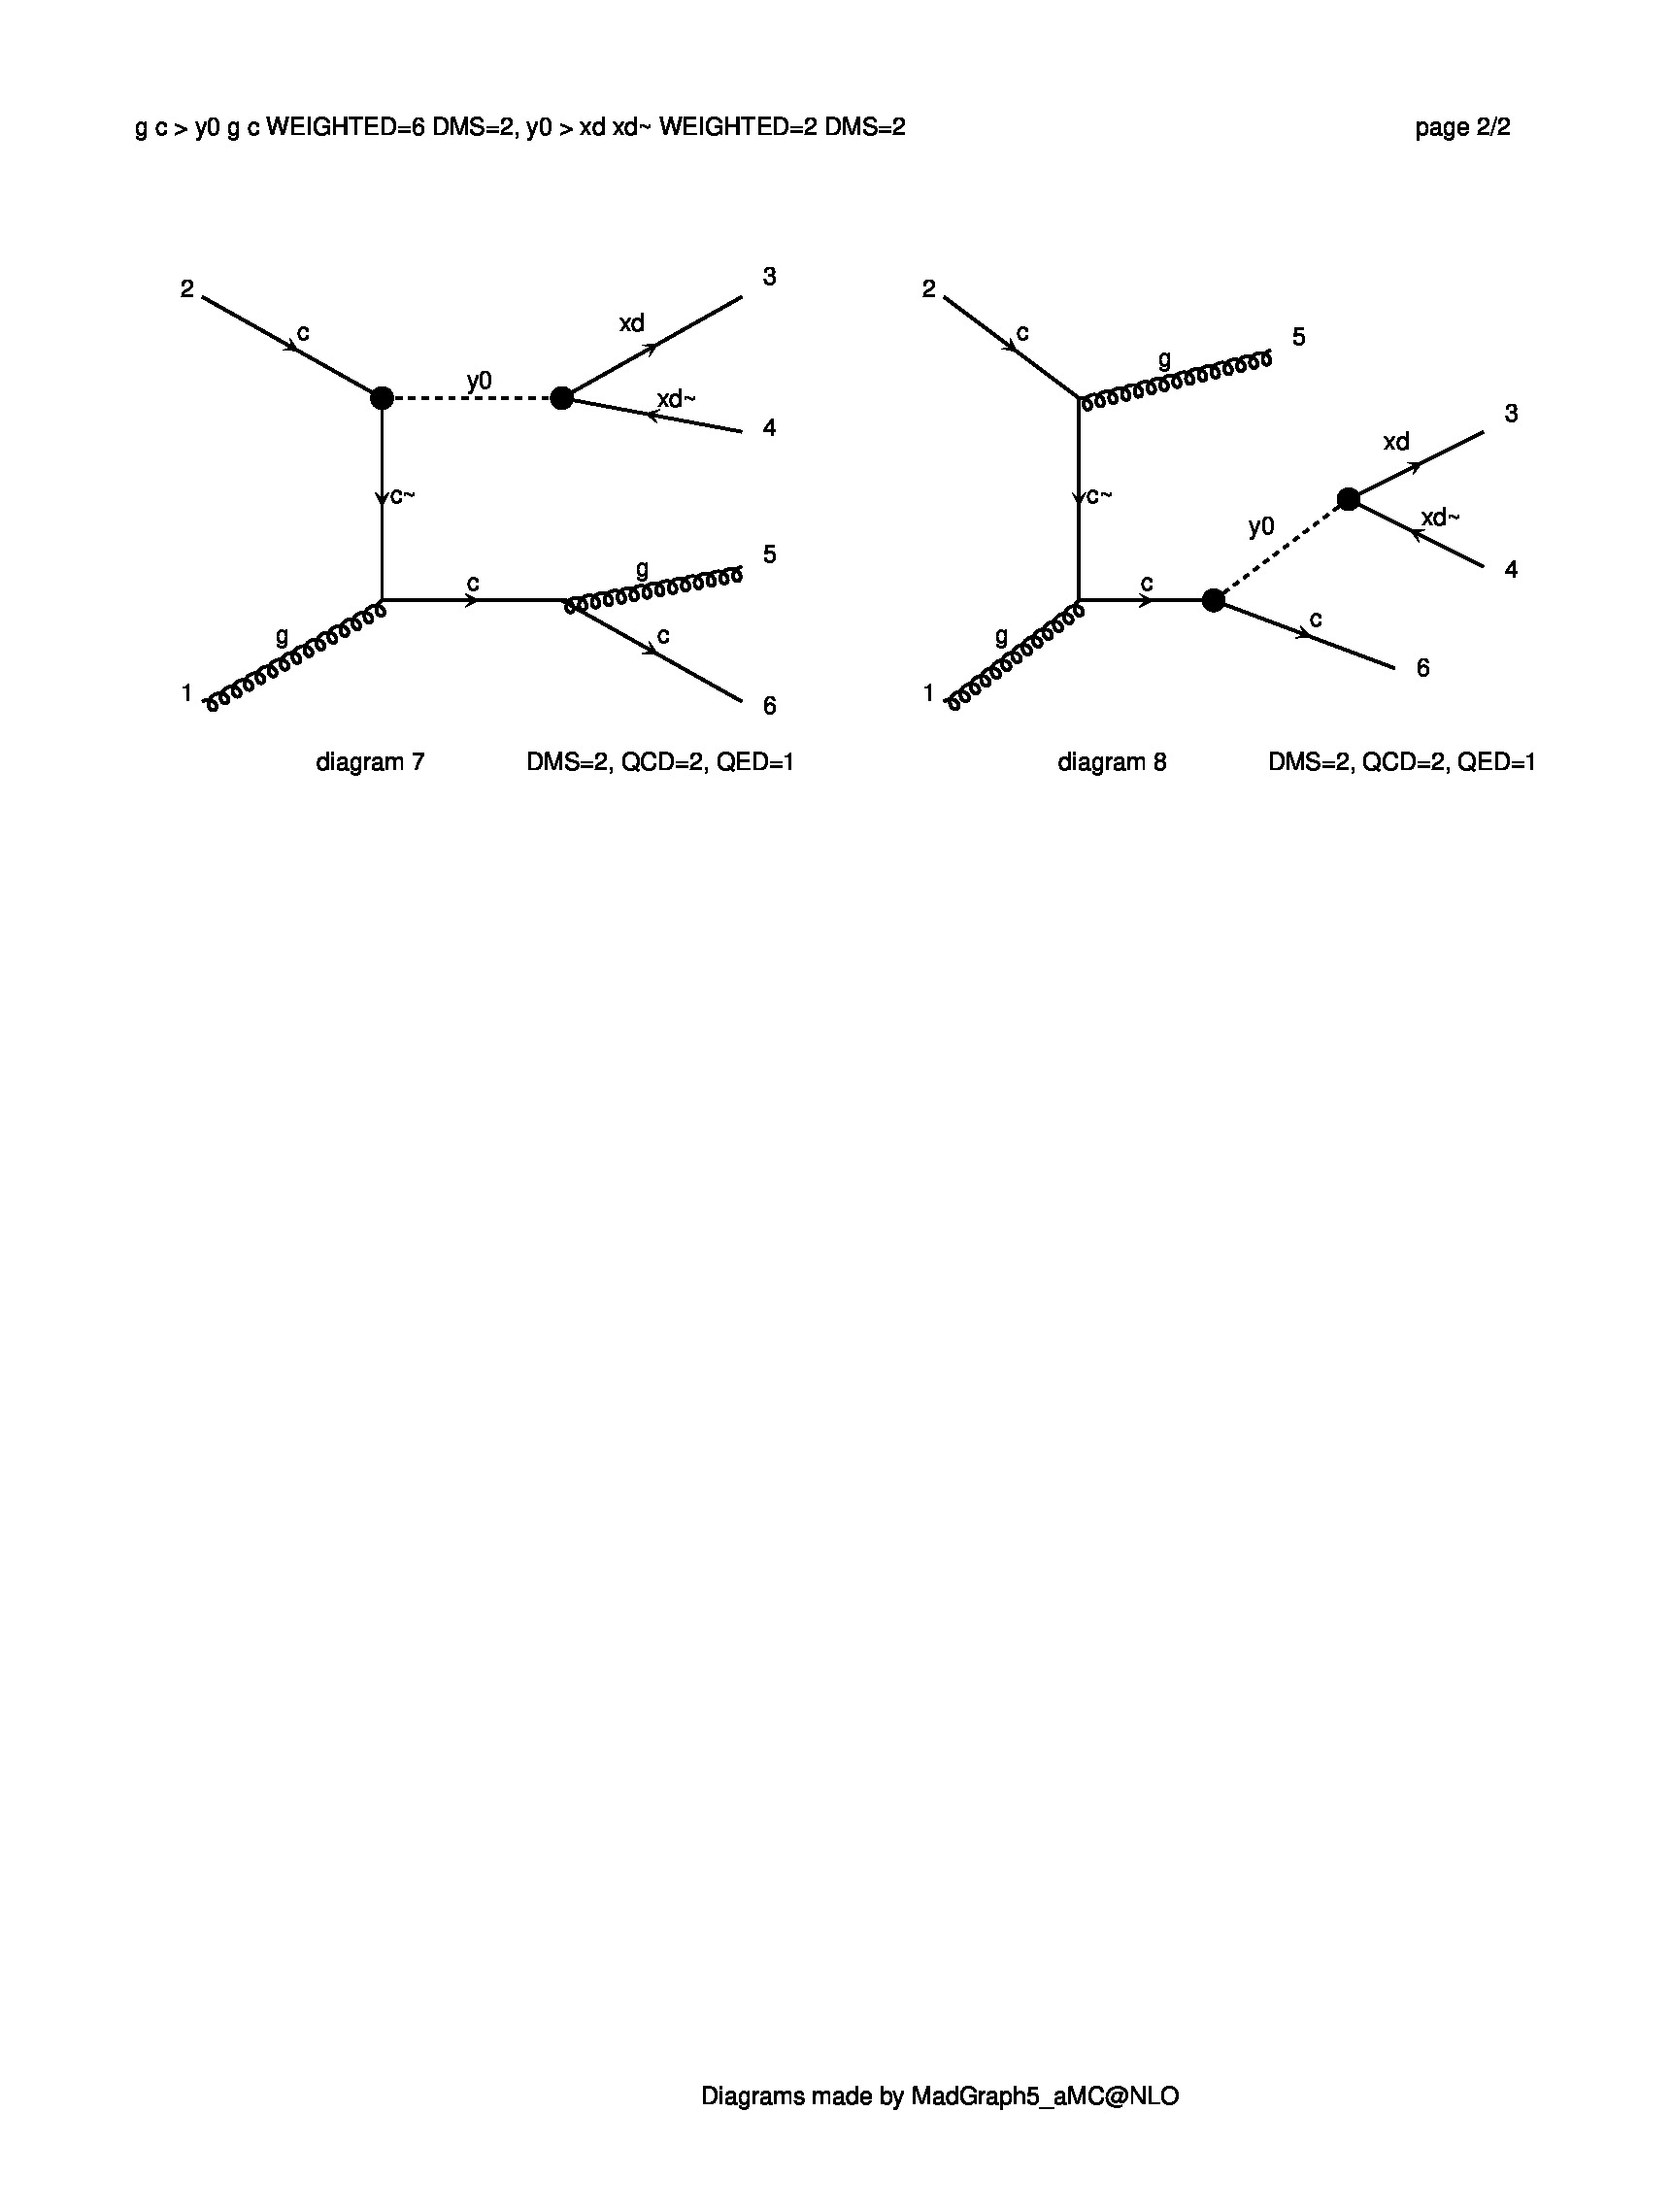 g c > y0 g c WEIGHTED=6 DMS=2, y0 > xd xd~ WEIGHTED=2 DMS=2 page 2/2
2
c
y0
xd
3
xd~
4
c~
g
1
c
g
5
c
6
diagram 7 DMS=2, QCD=2, QED=1
2
c
g
5
c~
g
1
c
y0
xd
3
xd~
4
c
6
diagram 8 DMS=2, QCD=2, QED=1
Diagrams made by MadGraph5_aMC@NLO